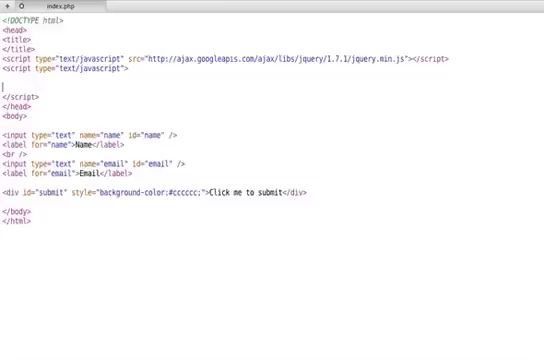 index.php
<!DOCTYPE html>
<head>
<title>
</title>
<script type="text/javascript" src="http://ajax.googleapis.com/ajax/libs/jquery/1.7.1/jquery.min.js"></script>
<script type="text/javascript">
</script>
</head>
<body>
<input type="text" name="name" id="name" />
<label for="name">Name</label>
<br />
<input type="text" name="email" id="email" />
<label for="email">Email</label>
<div id="submit" style="background-color:#cccccc;">Click me to submit</div>
</body>
</html>